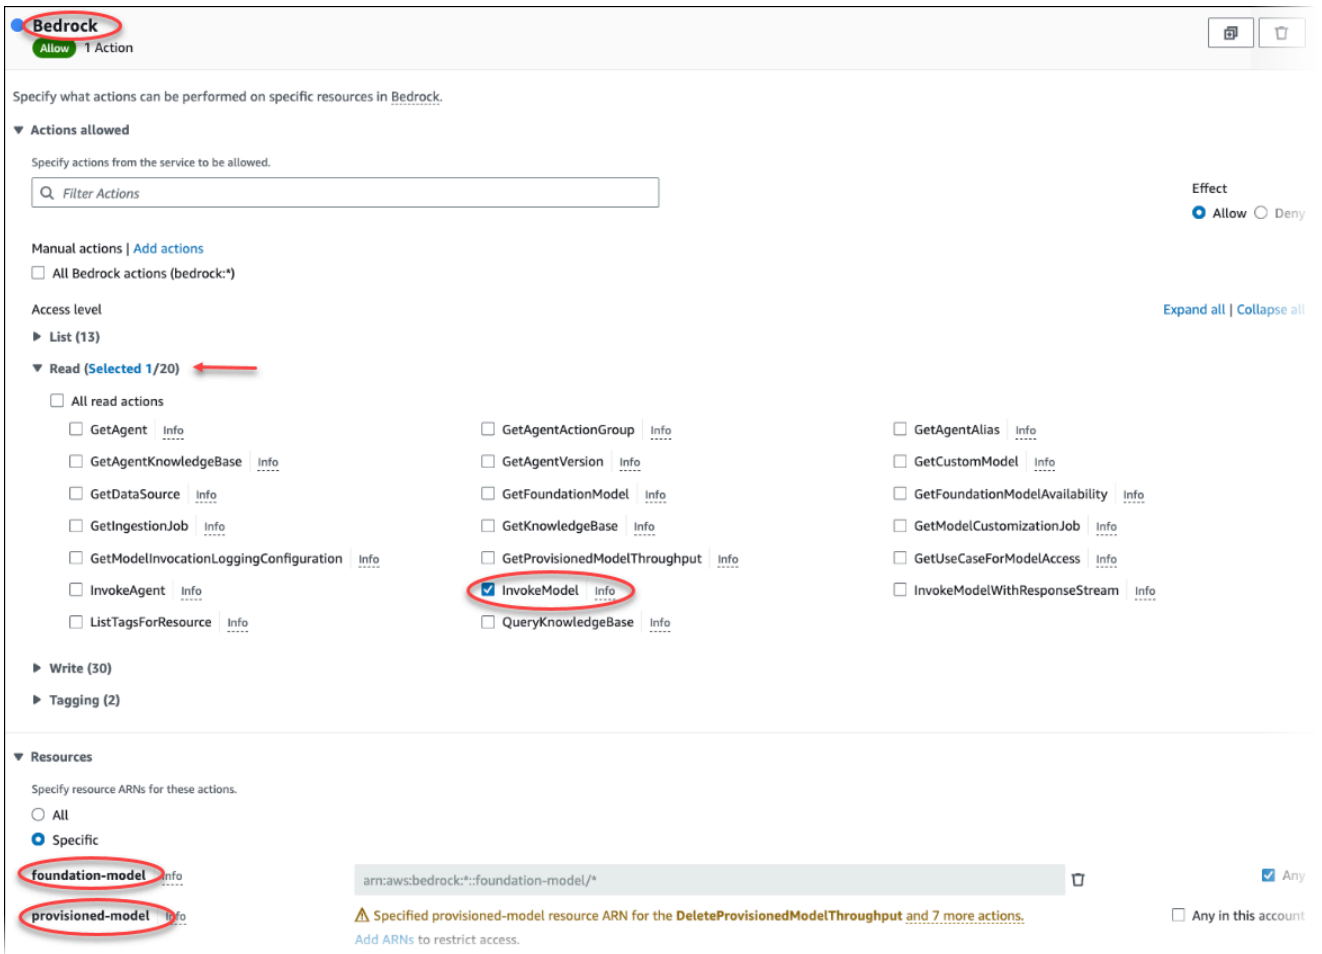 Bedrock
Allow 1 Action
Specify what actions can be performed on specific resources in Bedrock.
Actions allowed
Specify actions from the service to be allowed.
Filter Actions
Effect
Allow Deny
Manual actions | Add actions
All Bedrock actions (bedrock:*)
Access level
Expand all | Collapse all
List (13)
Read (Selected 1/20)
All read actions
GetAgent Info GetAgentActionGroup Info GetAgentAlias Info
GetAgentKnowledgeBase Info GetAgentVersion Info GetCustomModel Info
GetDataSource Info GetFoundationModel Info GetFoundationModelAvailability Info
GetIngestionJob Info GetKnowledgeBase Info GetModelCustomizationJob Info
GetModelInvocationLoggingConfiguration Info GetProvisionedModelThroughput Info GetUseCaseForModelAccess Info
InvokeAgent Info InvokeModel Info InvokeModelWithResponseStream Info
ListTagsForResource Info QueryKnowledgeBase Info
Write (30)
Tagging (2)
Resources
Specify resource ARNs for these actions.
All
Specific
foundation-model Info arn:aws:bedrock:*::foundation-model/* Any
provisioned-model Info Specified provisioned-model resource ARN for the DeleteProvisionedModelThroughput and 7 more actions. Any in this account
Add ARNs to restrict access.